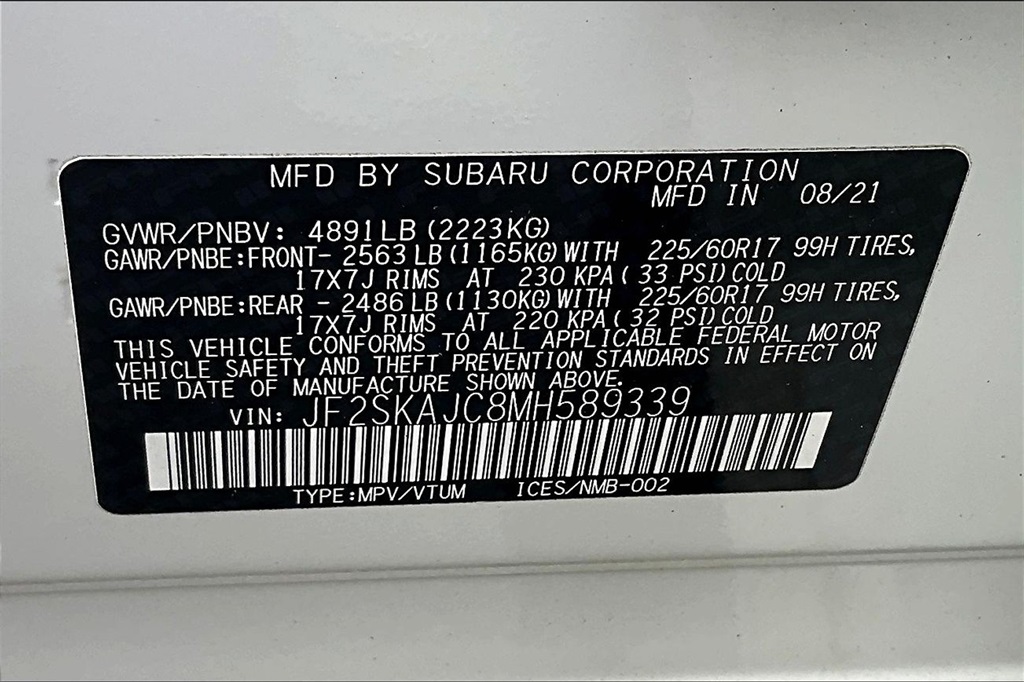 MFD BY SUBARU CORPORATION
MFD IN 08/21
GVWR/PNBV: 4891LB (2223KG)
GAWR/PNBE:FRONT- 2563LB (1165KG)WITH 225/60R17 99H TIRES,
17X7J RIMS AT 230 KPA( 33 PSI)COLD
GAWR/PNBE:REAR - 2486LB (1130KG)WITH 225/60R17 99H TIRES,
17X7J RIMS AT 220 KPA( 32 PSI)COLD
THIS VEHICLE CONFORMS TO ALL APPLICABLE FEDERAL MOTOR
VEHICLE SAFETY AND THEFT PREVENTION STANDARDS IN EFFECT ON
THE DATE OF MANUFACTURE SHOWN ABOVE.
VIN: JF2SKAJC8MH589339
TYPE:MPV/VTUM ICES/NMB-002